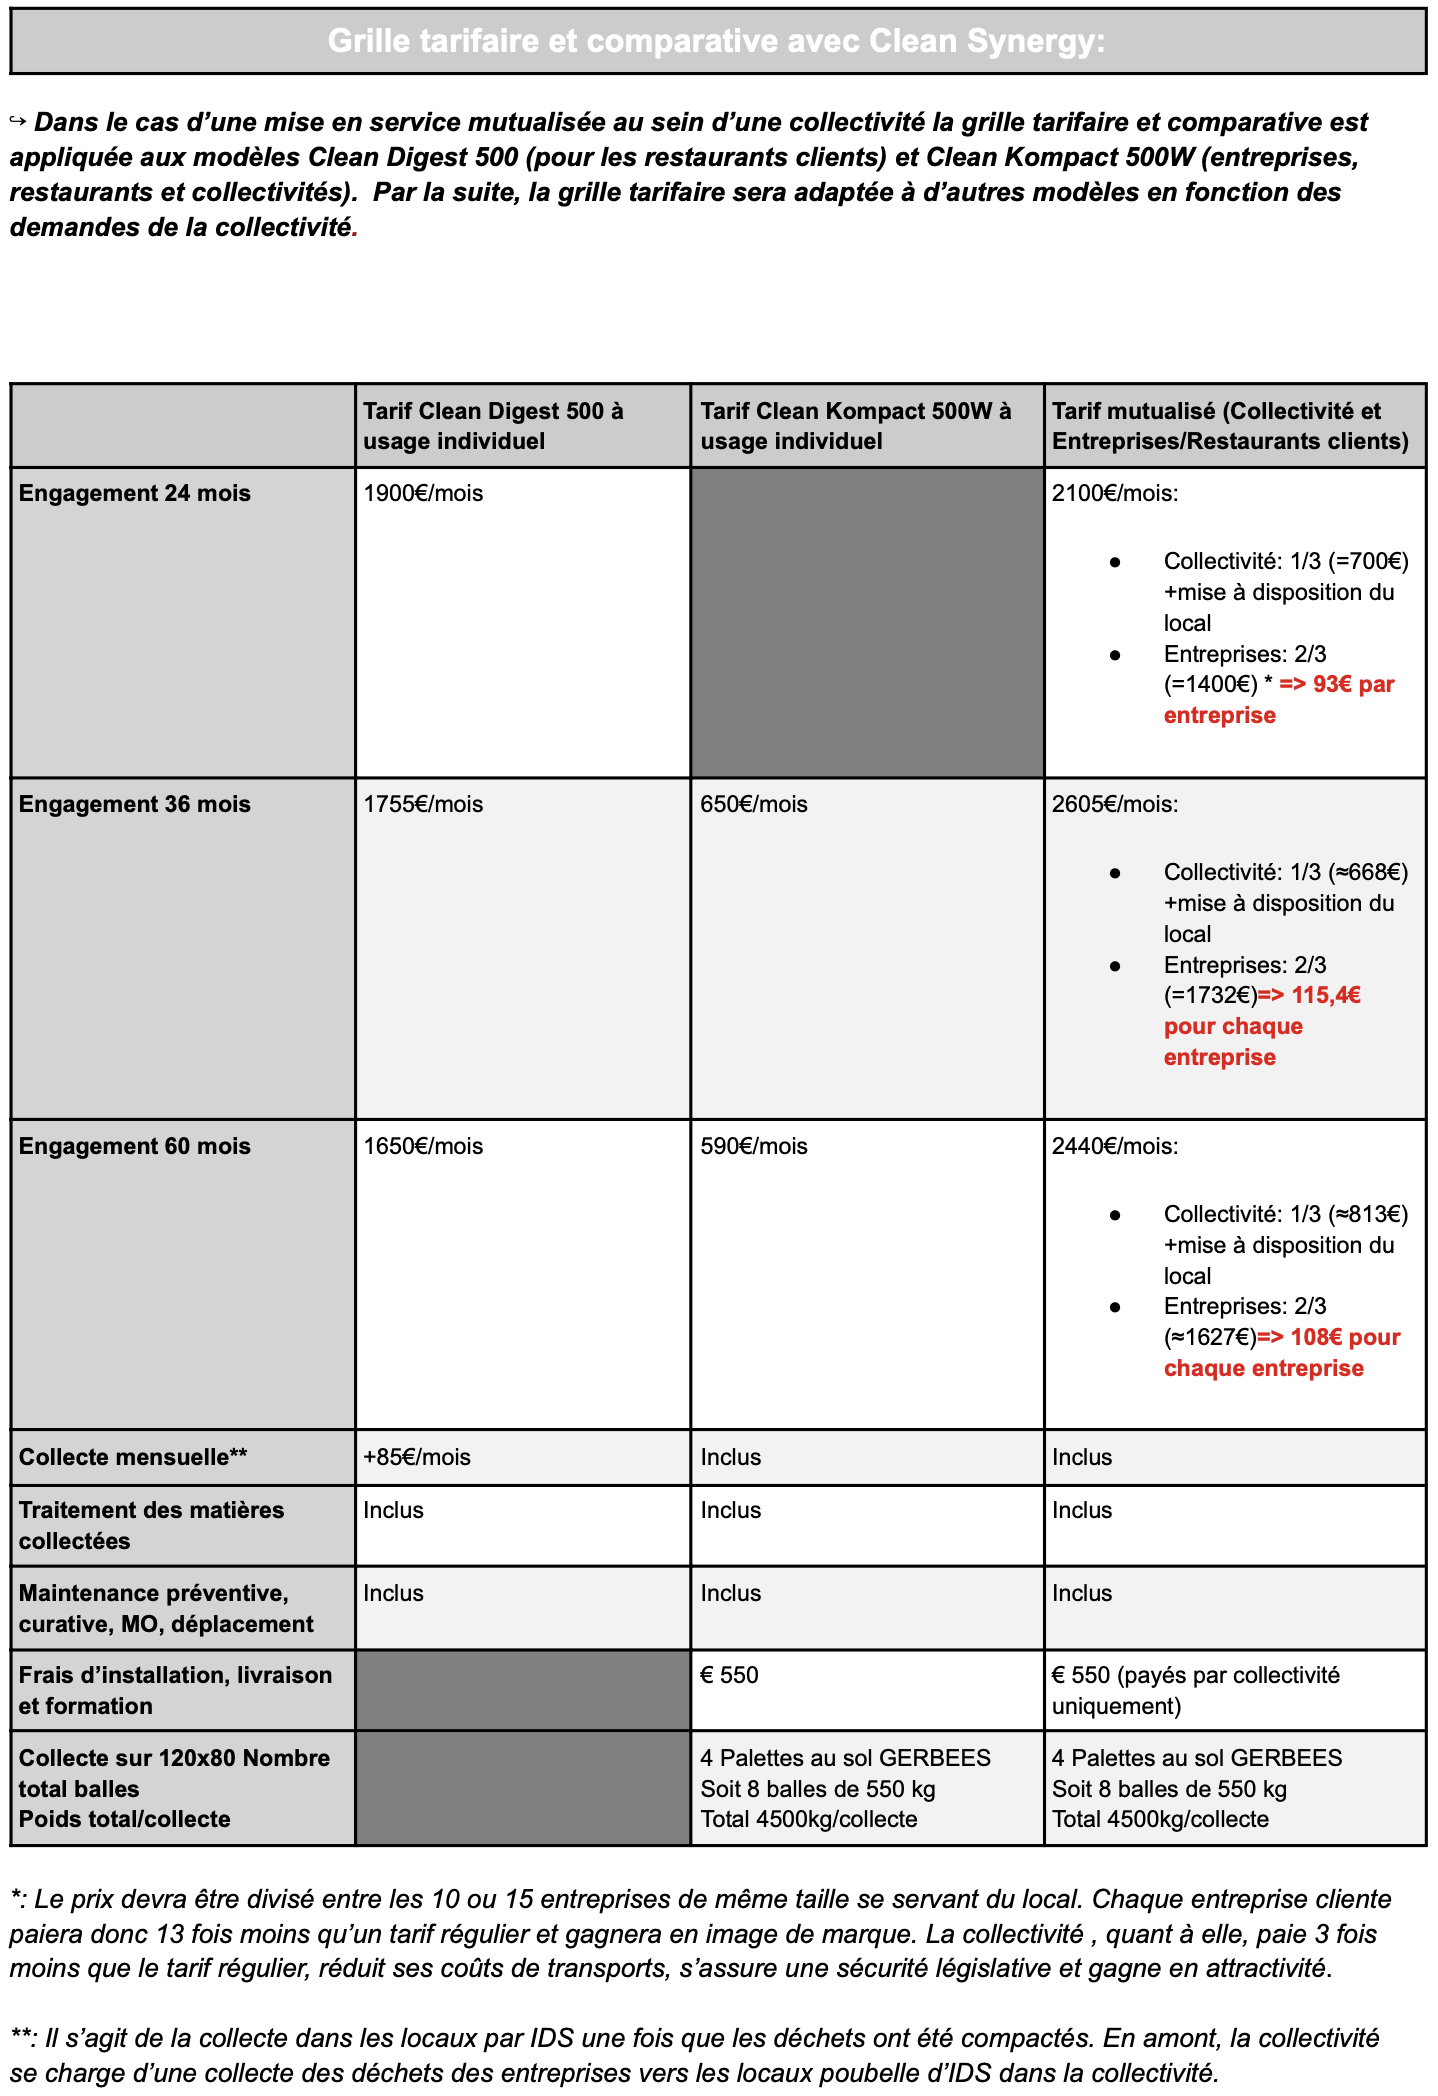 Grille tarifaire et comparative avec Clean Synergy:
↪ Dans le cas d’une mise en service mutualisée au sein d’une collectivité la grille tarifaire et comparative est
appliquée aux modèles Clean Digest 500 (pour les restaurants clients) et Clean Kompact 500W (entreprises,
restaurants et collectivités).  Par la suite, la grille tarifaire sera adaptée à d’autres modèles en fonction des
demandes de la collectivité.
Tarif Clean Digest 500 à
usage individuel
Tarif Clean Kompact 500W à
usage individuel
Tarif mutualisé (Collectivité et
Entreprises/Restaurants clients)
Engagement 24 mois
1900€/mois
2100€/mois:
● Collectivité: 1/3 (=700€)
+mise à disposition du
local
● Entreprises: 2/3
(=1400€) * => 93€ par
entreprise
Engagement 36 mois
1755€/mois
650€/mois
2605€/mois:
● Collectivité: 1/3 (≈668€)
+mise à disposition du
local
● Entreprises: 2/3
(=1732€)=> 115,4€
pour chaque
entreprise
Engagement 60 mois
1650€/mois
590€/mois
2440€/mois:
● Collectivité: 1/3 (≈813€)
+mise à disposition du
local
● Entreprises: 2/3
(≈1627€)=> 108€ pour
chaque entreprise
Collecte mensuelle**
+85€/mois
Inclus
Inclus
Traitement des matières
collectées
Inclus
Inclus
Inclus
Maintenance préventive,
curative, MO, déplacement
Inclus
Inclus
Inclus
Frais d’installation, livraison
et formation
€ 550
€ 550 (payés par collectivité
uniquement)
Collecte sur 120x80 Nombre
total balles
Poids total/collecte
4 Palettes au sol GERBEES
Soit 8 balles de 550 kg
Total 4500kg/collecte
4 Palettes au sol GERBEES
Soit 8 balles de 550 kg
Total 4500kg/collecte
*: Le prix devra être divisé entre les 10 ou 15 entreprises de même taille se servant du local. Chaque entreprise cliente
paiera donc 13 fois moins qu’un tarif régulier et gagnera en image de marque. La collectivité , quant à elle, paie 3 fois
moins que le tarif régulier, réduit ses coûts de transports, s’assure une sécurité législative et gagne en attractivité.
**: Il s’agit de la collecte dans les locaux par IDS une fois que les déchets ont été compactés. En amont, la collectivité
se charge d’une collecte des déchets des entreprises vers les locaux poubelle d’IDS dans la collectivité.